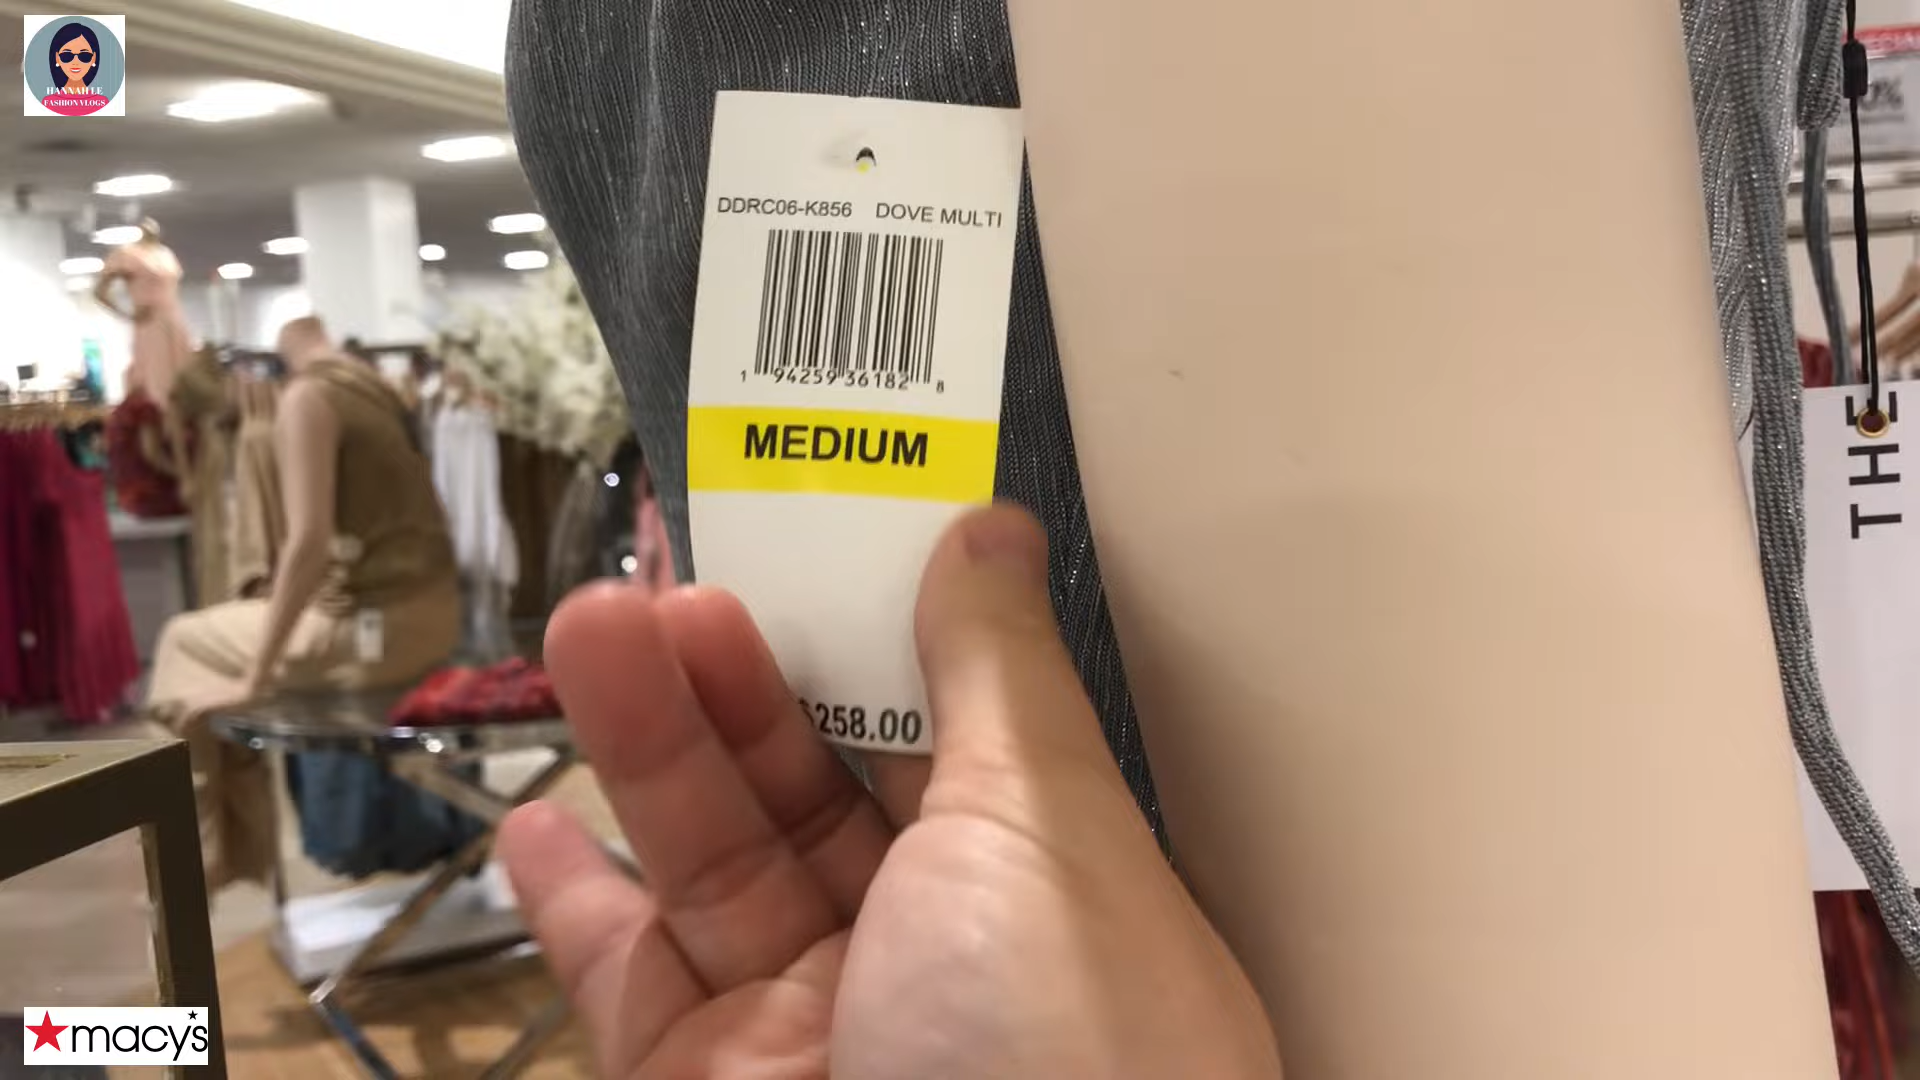 HANNAH LE
FASHION VLOGS
DDRC06-K856 DOVE MULTI
1 94259 36182 8
MEDIUM
$258.00
THE
macy's